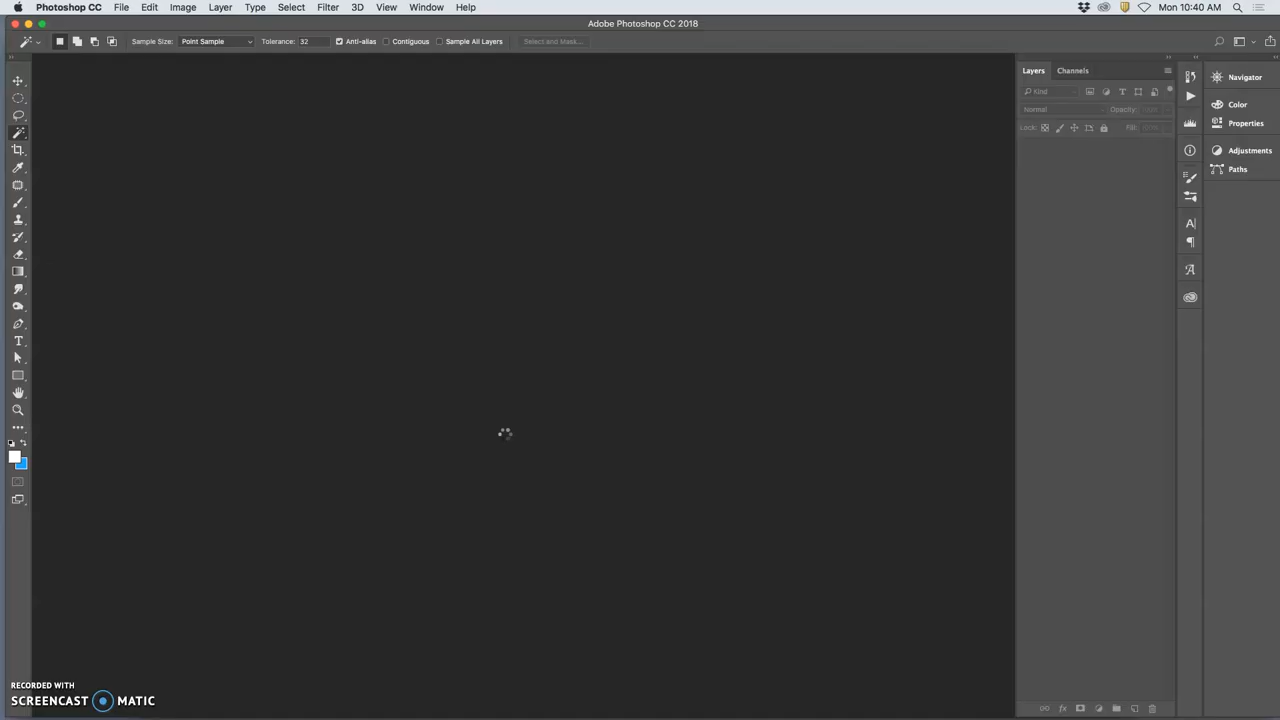 Photoshop CC File Edit Image Layer Type Select Filter 3D View Window Help Mon 10:40 AM
Adobe Photoshop CC 2018
Sample Size: Point Sample Tolerance: 32 Anti-alias Contiguous Sample All Layers Select and Mask...
Layers Channels
Kind
Normal Opacity:
Lock: Fill:
Navigator
Color
Properties
Adjustments
Paths
RECORDED WITH
SCREENCAST MATIC